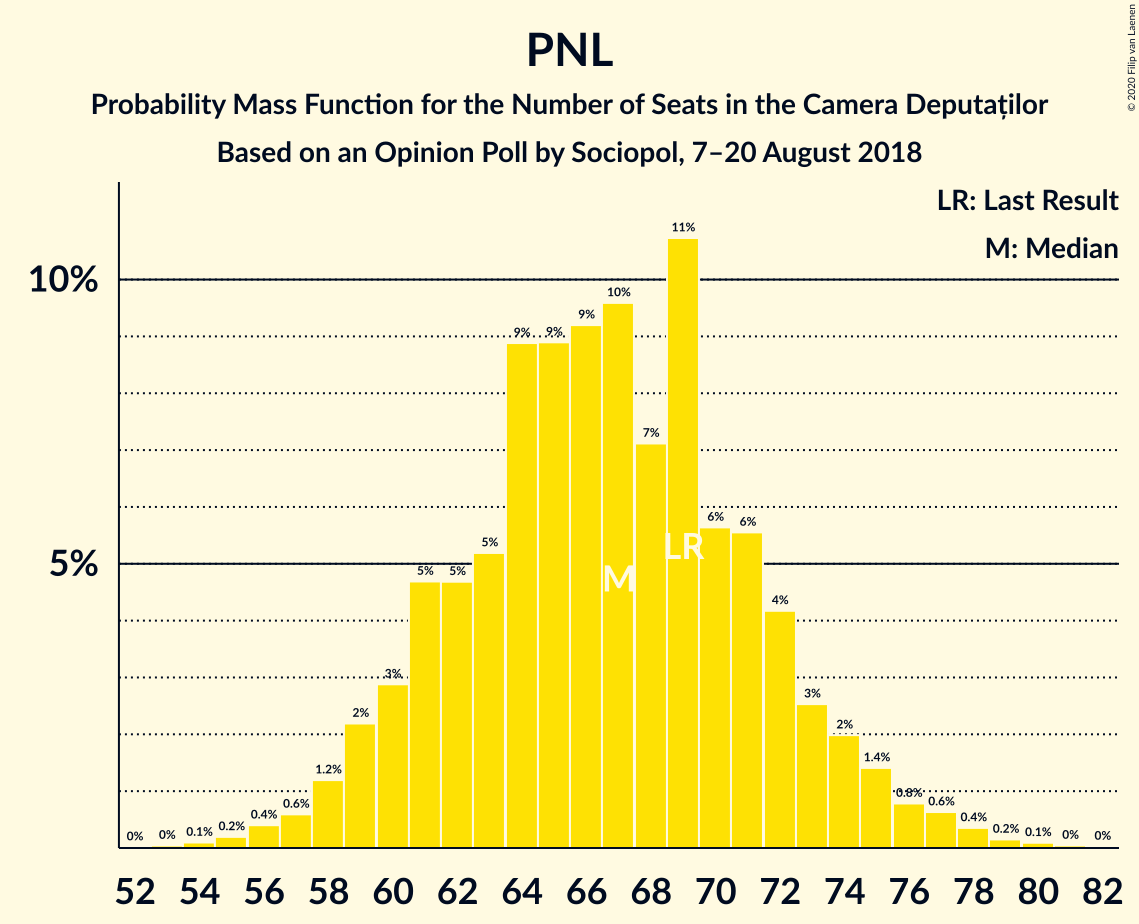 PNL
Probability Mass Function for the Number of Seats in the Camera Deputaților
Based on an Opinion Poll by Sociopol, 7–20 August 2018
© 2020 Filip van Laenen
LR: Last Result
M: Median
10%
5%
0% 0% 0.1% 0.2% 0.4% 0.6% 1.2% 2% 3% 5% 5% 5% 9% 9% 9% 10% 7% 11% 6% 6% 4% 3% 2% 1.4% 0.8% 0.6% 0.4% 0.2% 0.1% 0% 0%
M LR
52 54 56 58 60 62 64 66 68 70 72 74 76 78 80 82